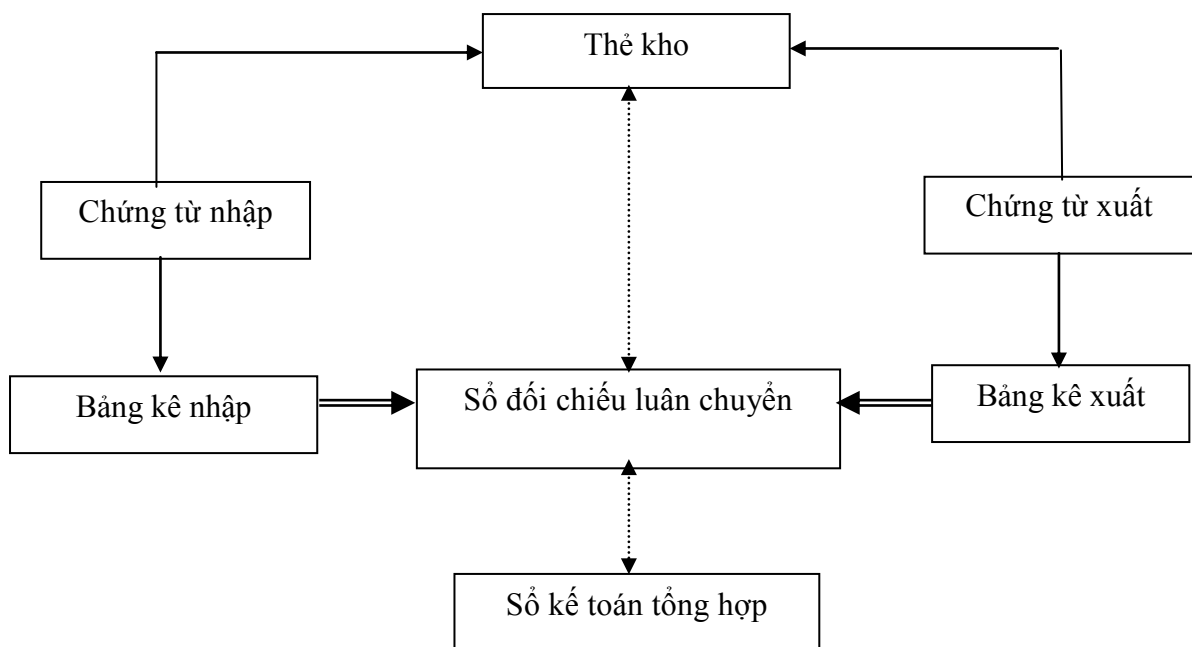 Thẻ kho
Chứng từ nhập
Chứng từ xuất
Bảng kê nhập
Sổ đối chiếu luân chuyển
Bảng kê xuất
Sổ kế toán tổng hợp